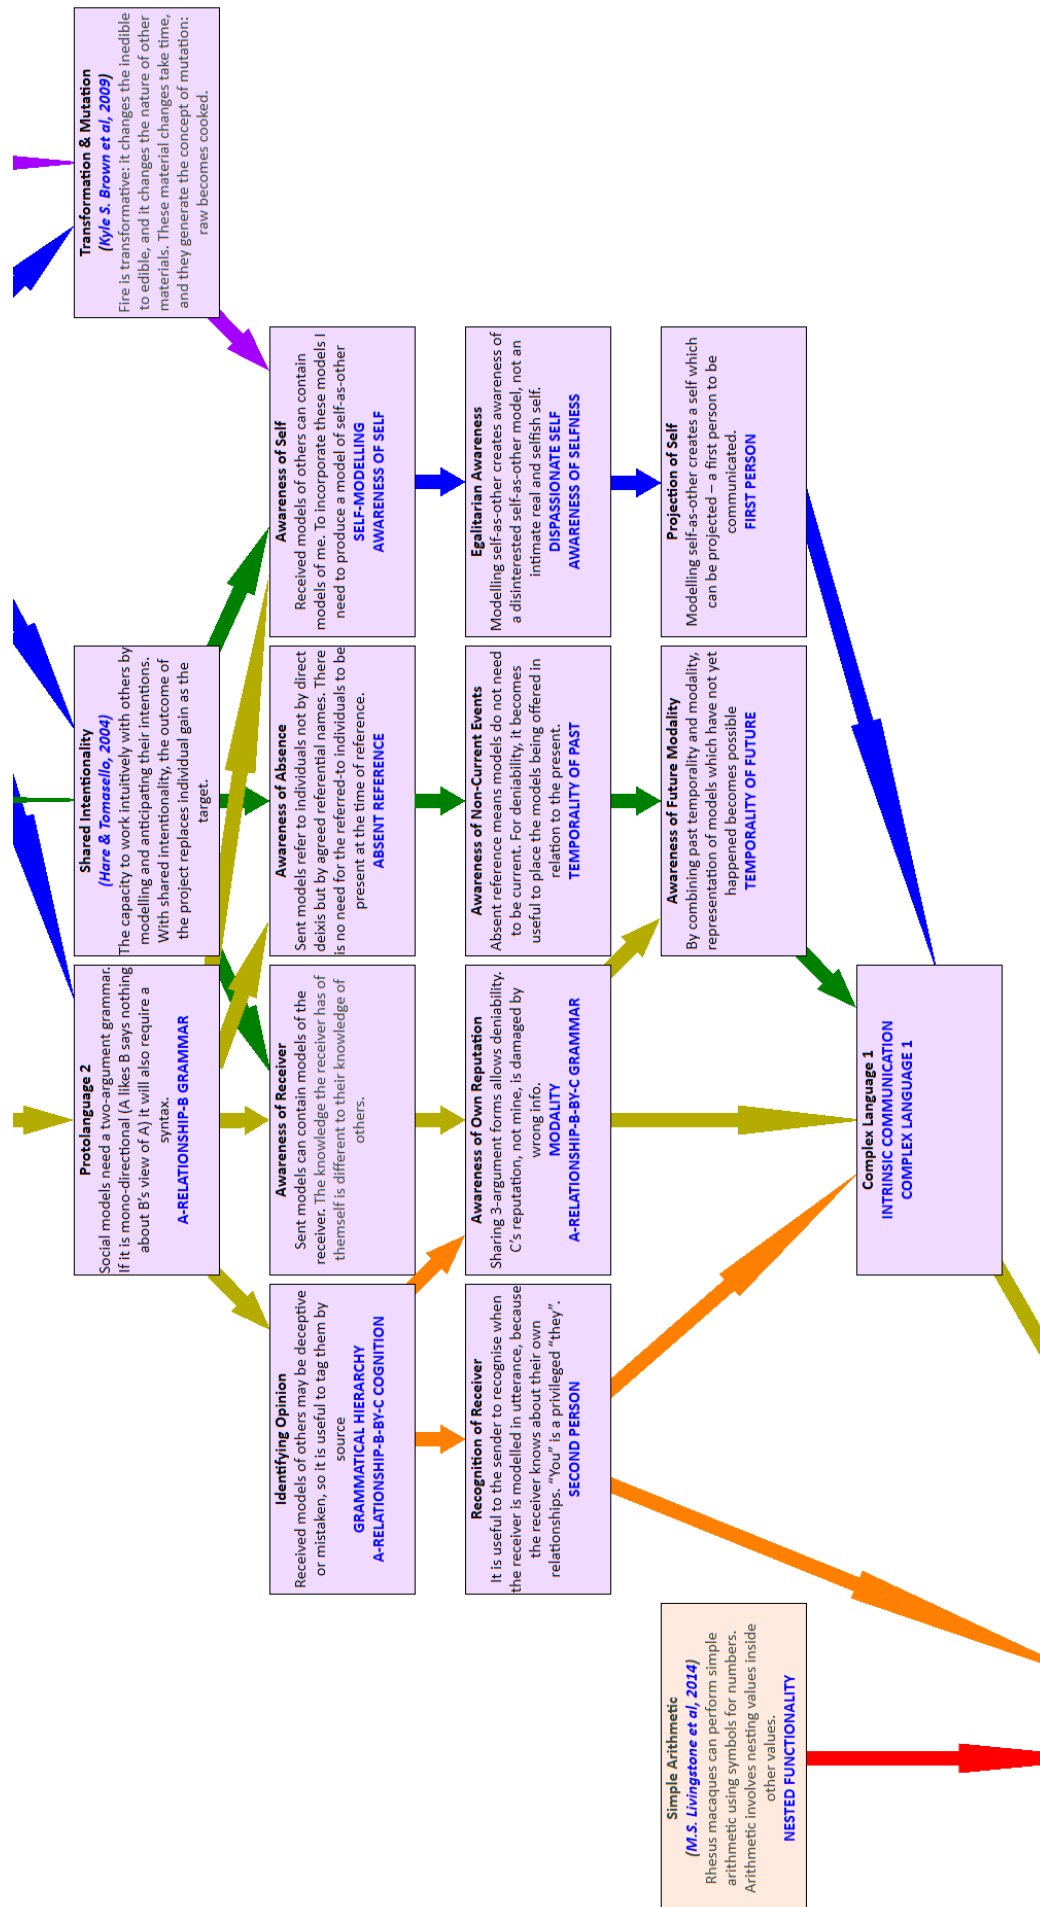 Transformation & Mutation
(Kyle S. Brown et al, 2009)
Fire is transformative: it changes the inedible
to edible, and it changes the nature of other
materials. These material changes take time,
and they generate the concept of mutation:
raw becomes cooked.
Shared Intentionality
(Hare & Tomasello, 2004)
The capacity to work intuitively with others by
modelling and anticipating their intentions.
With shared intentionality, the outcome of
the project replaces individual gain as the
target.
Protolanguage 2
Social models need a two-argument grammar.
If it is mono-directional (A likes B says nothing
about B's view of A) it will also require a
syntax.
A-RELATIONSHIP-B GRAMMAR
Awareness of Self
Received models of others can contain
models of me. To incorporate these models I
need to produce a model of self-as-other
SELF-MODELLING
AWARENESS OF SELF
Awareness of Absence
Sent models refer to individuals not by direct
deixis but by agreed referential names. There
is no need for the referred-to individuals to be
present at the time of reference.
ABSENT REFERENCE
Awareness of Receiver
Sent models can contain models of the
receiver. The knowledge the receiver has of
themself is different to their knowledge of
others.
Identifying Opinion
Received models of others may be deceptive
or mistaken, so it is useful to tag them by
source
GRAMMATICAL HIERARCHY
A-RELATIONSHIP-B-BY-C COGNITION
Egalitarian Awareness
Modelling self-as-other creates awareness of
a disinterested self-as-other model, not an
intimate real and selfish self.
DISPASSIONATE SELF
AWARENESS OF SELFNESS
Awareness of Non-Current Events
Absent reference means models do not need
to be current. For deniability, it becomes
useful to place the models being offered in
relation to the present.
TEMPORALITY OF PAST
Awareness of Own Reputation
Sharing 3-argument forms allows deniability.
C's reputation, not mine, is damaged by
wrong info.
MODALITY
A-RELATIONSHIP-B-BY-C GRAMMAR
Recognition of Receiver
It is useful to the sender to recognise when
the receiver is modelled in utterance, because
the receiver knows about their own
relationships. "You" is a privileged "they".
SECOND PERSON
Projection of Self
Modelling self-as-other creates a self which
can be projected – a first person to be
communicated.
FIRST PERSON
Awareness of Future Modality
By combining past temporality and modality,
representation of models which have not yet
happened becomes possible
TEMPORALITY OF FUTURE
Simple Arithmetic
(M.S. Livingstone et al, 2014)
Rhesus macaques can perform simple
arithmetic using symbols for numbers.
Arithmetic involves nesting values inside
other values.
NESTED FUNCTIONALITY
Complex Language 1
INTRINSIC COMMUNICATION
COMPLEX LANGUAGE 1